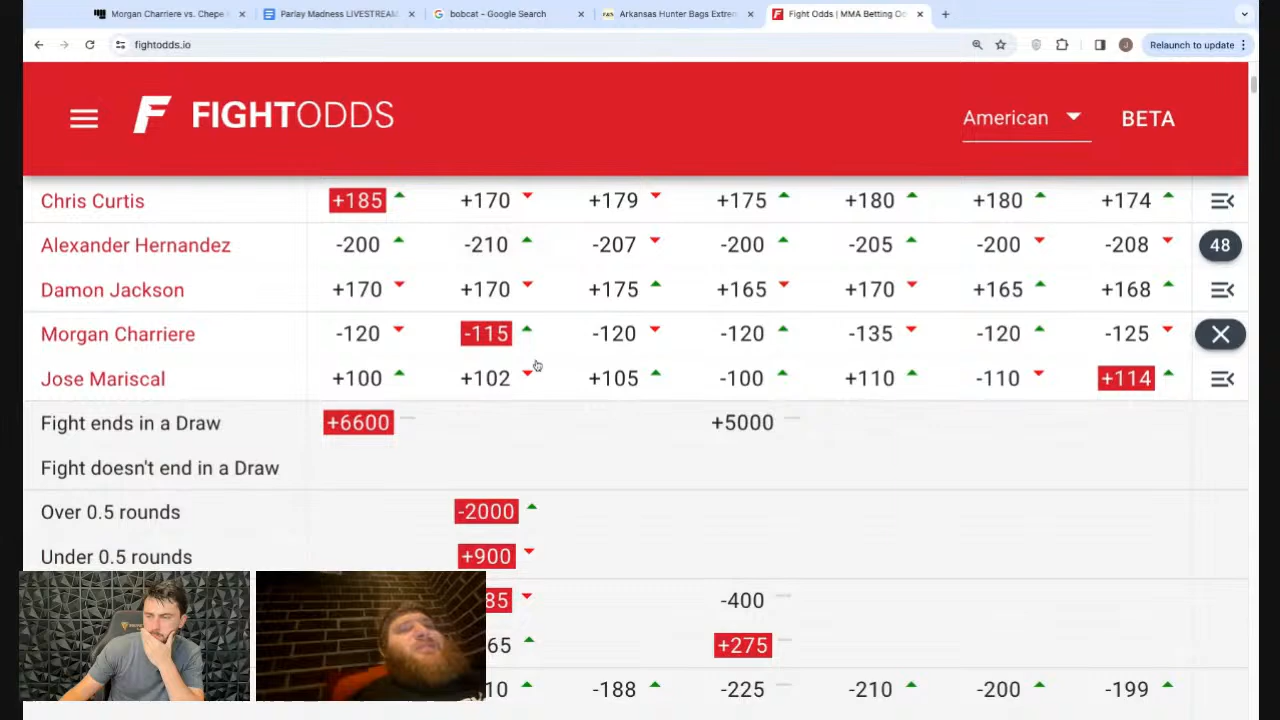 Morgan Charriere vs. Chepe
Parlay Madness LIVESTREAM
bobcat - Google Search
Arkansas Hunter Bags Extrem
Fight Odds | MMA Betting Od
fightodds.io
Relaunch to update
F FIGHTODDS
American
BETA
Chris Curtis +185 +170 +179 +175 +180 +180 +174
Alexander Hernandez -200 -210 -207 -200 -205 -200 -208 48
Damon Jackson +170 +170 +175 +165 +170 +165 +168
Morgan Charriere -120 -115 -120 -120 -135 -120 -125
Jose Mariscal +100 +102 +105 -100 +110 -110 +114
Fight ends in a Draw +6600 +5000
Fight doesn't end in a Draw
Over 0.5 rounds -2000
Under 0.5 rounds +900
85 -400
65 +275
10 -188 -225 -210 -200 -199